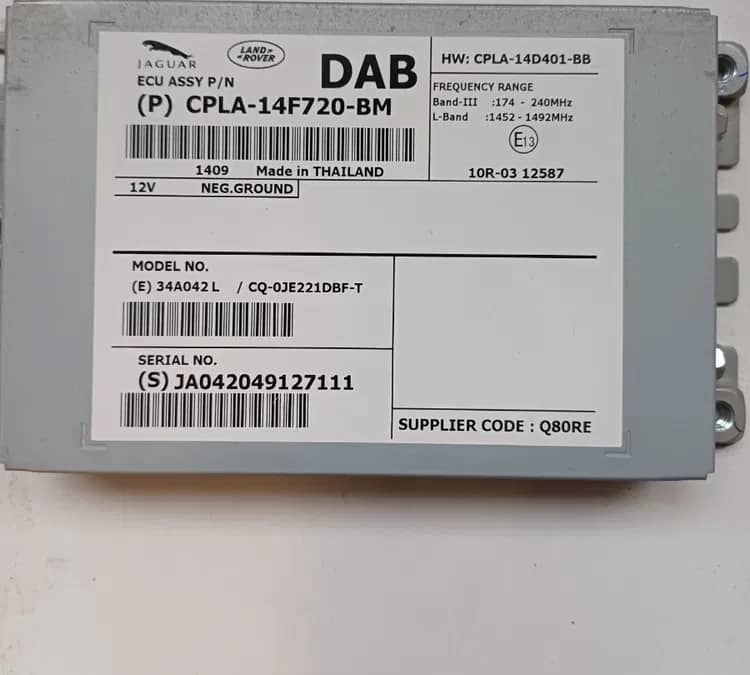 JAGUAR
LAND ROVER
DAB
ECU ASSY P/N
(P) CPLA-14F720-BM
1409 Made in THAILAND
12V NEG.GROUND
HW: CPLA-14D401-BB
FREQUENCY RANGE
Band-III :174 - 240MHz
L-Band :1452 - 1492MHz
E13
10R-03 12587
MODEL NO.
(E) 34A042 L / CQ-0JE221DBF-T
SERIAL NO.
(S) JA042049127111
SUPPLIER CODE : Q80RE